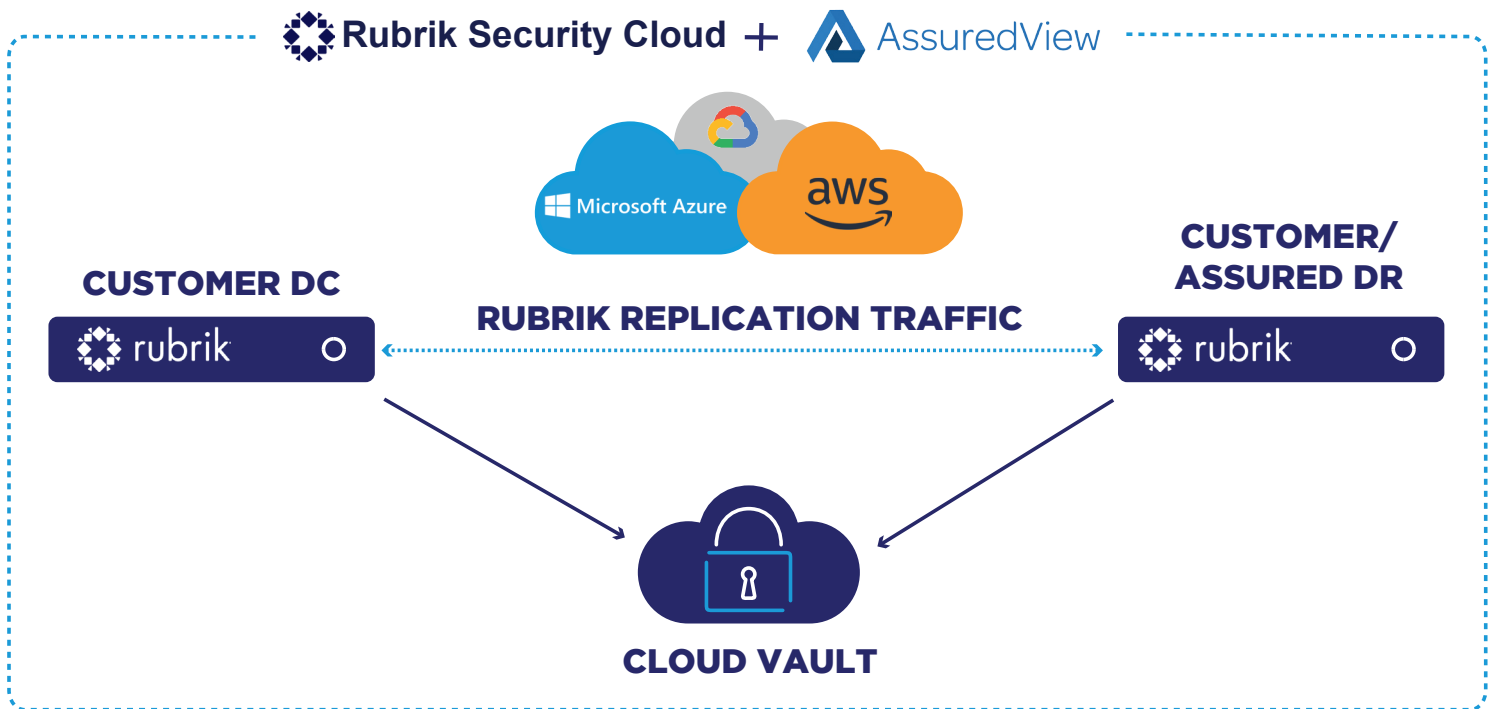 Rubrik Security Cloud + AssuredView
Microsoft Azure
aws
CUSTOMER DC
CUSTOMER/
ASSURED DR
RUBRIK REPLICATION TRAFFIC
rubrik
rubrik
CLOUD VAULT